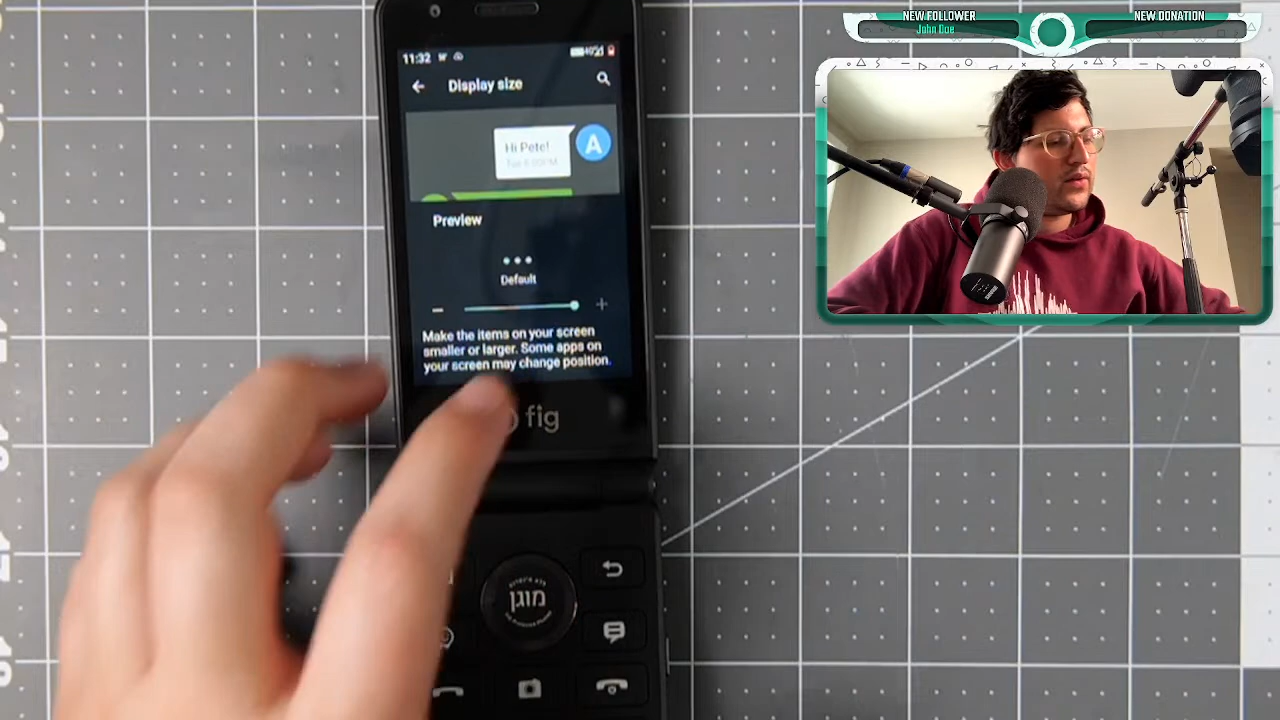 NEW FOLLOWER
John Doe
NEW DONATION
11:32
Display size
Hi Pete!
A
Preview
Default
Make the items on your screen
smaller or larger. Some apps on
your screen may change position.
fig
מוגן